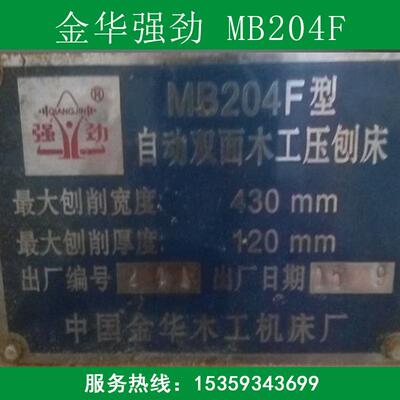 金华强劲 MB204F
QIANGJIN ®
强 劲
MB204F型
自动双面木工压刨床
最大刨削宽度: 430 mm
最大刨削厚度: 120 mm
出厂编号 出厂日期
中国金华木工机床厂
服务热线：15359343699